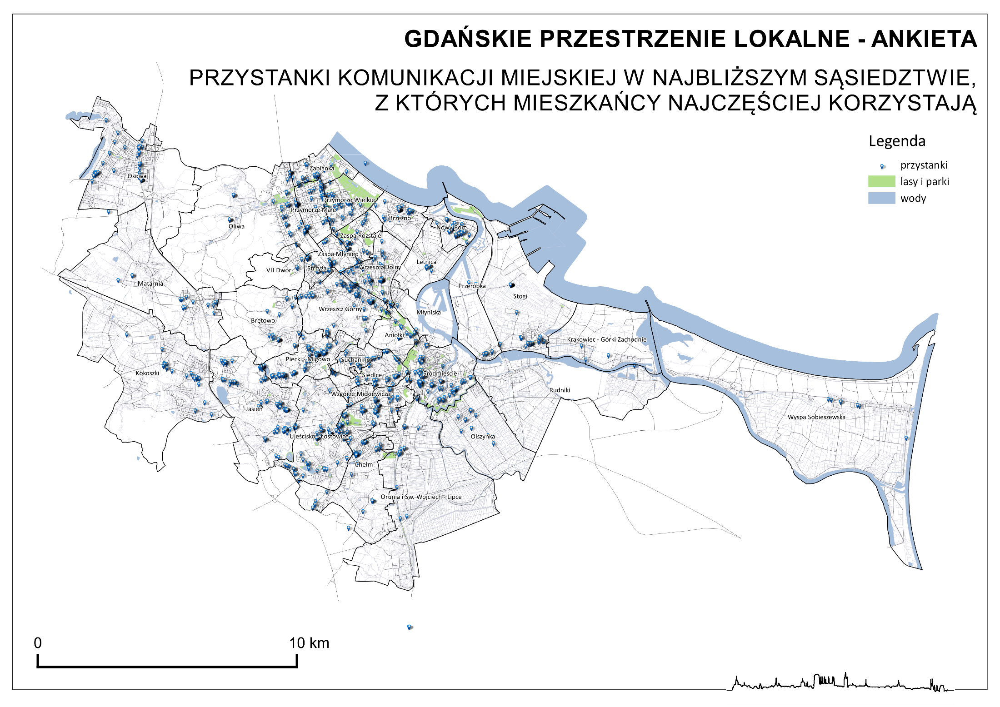 GDAŃSKIE PRZESTRZENIE LOKALNE - ANKIETA
PRZYSTANKI KOMUNIKACJI MIEJSKIEJ W NAJBLIŻSZYM SĄSIEDZTWIE,
Z KTÓRYCH MIESZKAŃCY NAJCZĘŚCIEJ KORZYSTAJĄ
Legenda
przystanki
lasy i parki
wody
Żabianka
Osowa
Przymorze Wielkie
Przymorze Małe
Brzeźno
Oliwa
Nowy Port
Zaspa Rozstaje
Zaspa Młyniec
Letnica
VII Dwór
Strzyża
Wrzeszcz Dolny
Matarnia
Przeróbka
Stogi
Wrzeszcz Górny
Młyniska
Brętowo
Aniołki
Krakowiec - Górki Zachodnie
Piecki - Migowo
Suchanino
Kokoszki
Siedlce
Śródmieście
Rudniki
Wzgórze Mickiewicza
Jasień
Wyspa Sobieszewska
Ujeścisko - Łostowice
Olszynka
Chełm
Orunia i Św. Wojciech - Lipce
0
10 km